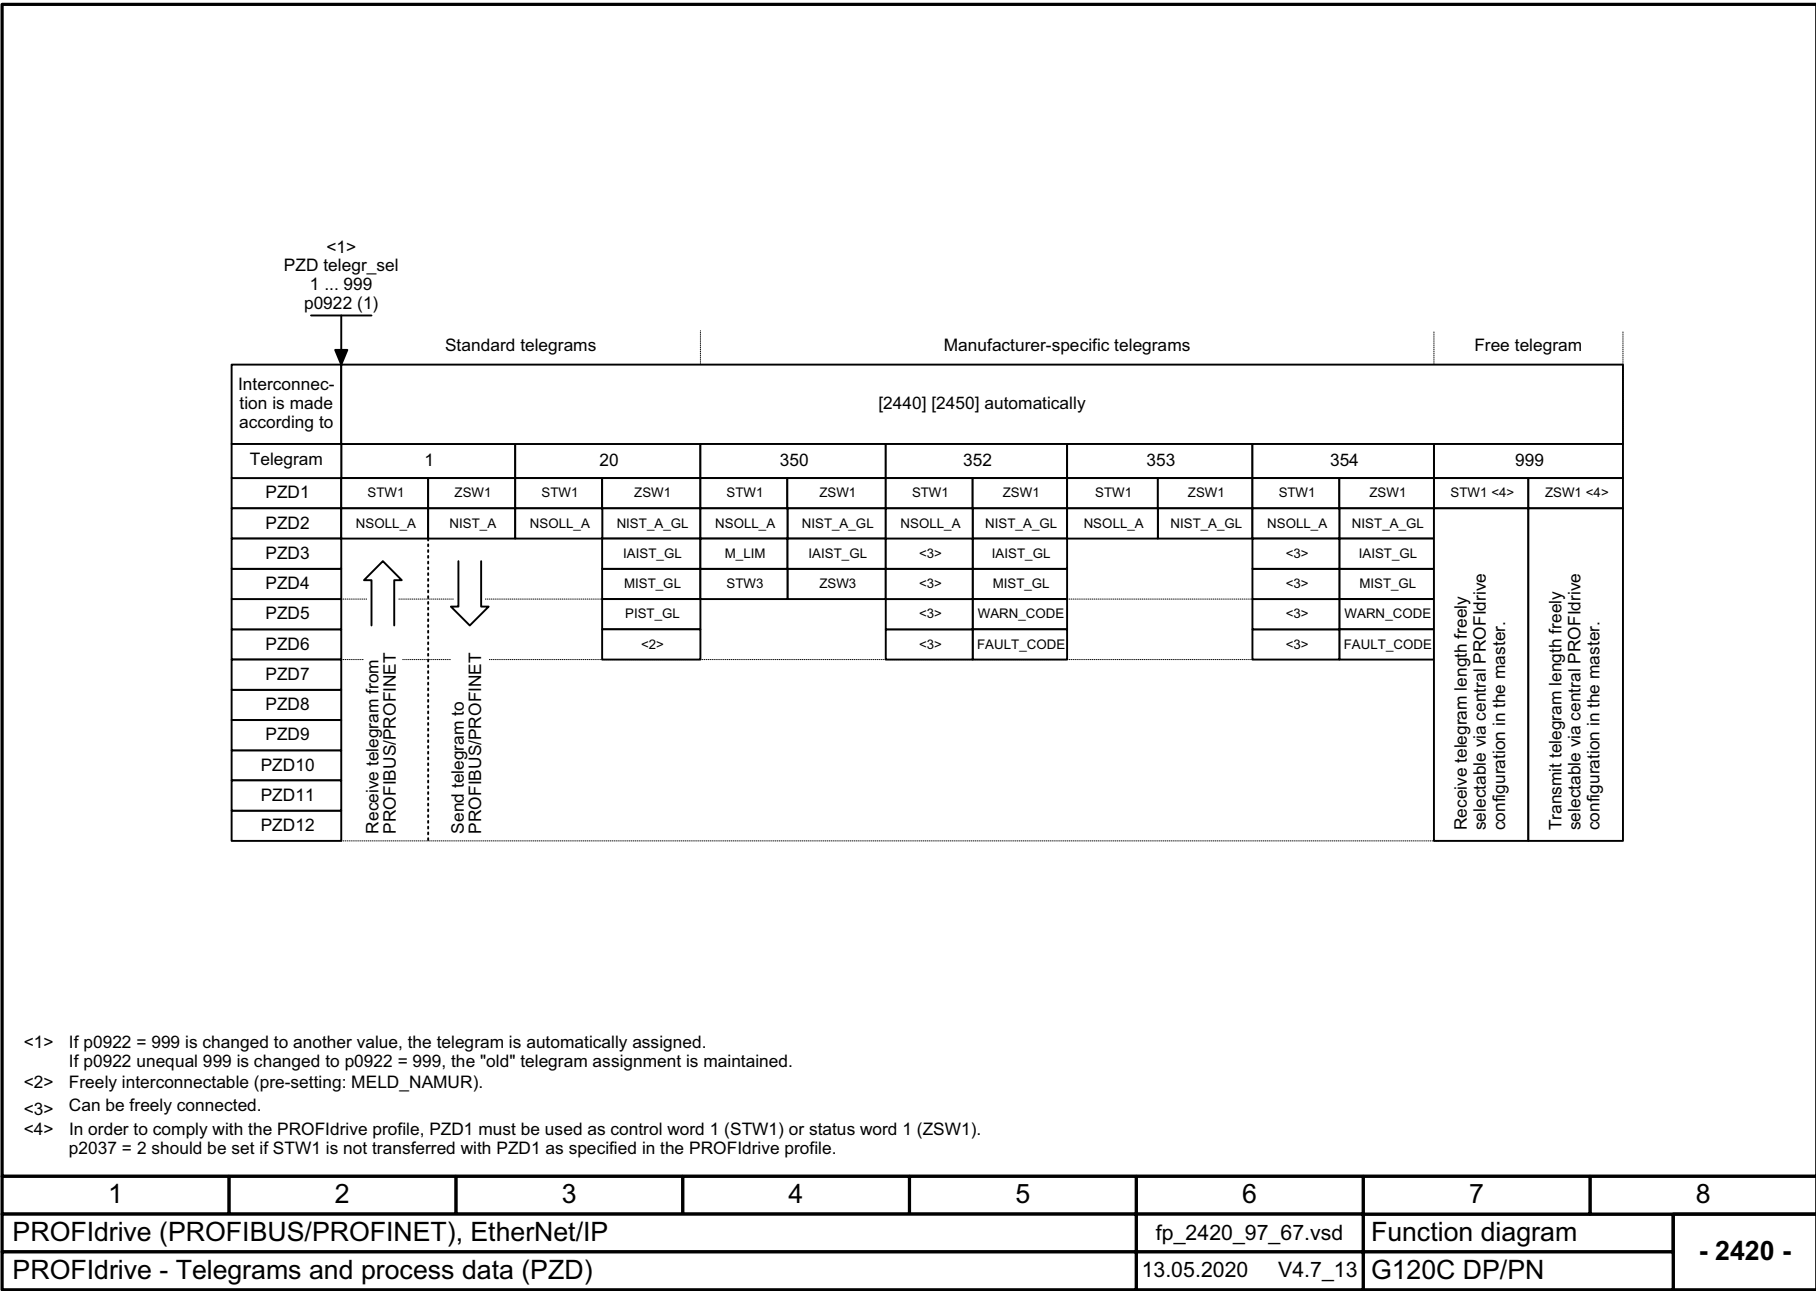 <1>
PZD telegr_sel
1 ... 999
p0922 (1)
Standard telegrams
Manufacturer-specific telegrams
Free telegram
Interconnec-
tion is made
according to
[2440] [2450] automatically
Telegram 1 20 350 352 353 354 999
PZD1 STW1 ZSW1 STW1 ZSW1 STW1 ZSW1 STW1 ZSW1 STW1 ZSW1 STW1 ZSW1 STW1 <4> ZSW1 <4>
PZD2 NSOLL_A NIST_A NSOLL_A NIST_A_GL NSOLL_A NIST_A_GL NSOLL_A NIST_A_GL NSOLL_A NIST_A_GL NSOLL_A NIST_A_GL
PZD3 IAIST_GL M_LIM IAIST_GL <3> IAIST_GL <3> IAIST_GL
PZD4 MIST_GL STW3 ZSW3 <3> MIST_GL <3> MIST_GL
PZD5 PIST_GL <3> WARN_CODE <3> WARN_CODE
PZD6 <2> <3> FAULT_CODE <3> FAULT_CODE
PZD7
PZD8
PZD9
PZD10
PZD11
PZD12
Receive telegram from
PROFIBUS/PROFINET
Send telegram to
PROFIBUS/PROFINET
Receive telegram length freely
selectable via central PROFIdrive
configuration in the master.
Transmit telegram length freely
selectable via central PROFIdrive
configuration in the master.
<1> If p0922 = 999 is changed to another value, the telegram is automatically assigned.
If p0922 unequal 999 is changed to p0922 = 999, the "old" telegram assignment is maintained.
<2> Freely interconnectable (pre-setting: MELD_NAMUR).
<3> Can be freely connected.
<4> In order to comply with the PROFIdrive profile, PZD1 must be used as control word 1 (STW1) or status word 1 (ZSW1).
p2037 = 2 should be set if STW1 is not transferred with PZD1 as specified in the PROFIdrive profile.
1 2 3 4 5 6 7 8
PROFIdrive (PROFIBUS/PROFINET), EtherNet/IP fp_2420_97_67.vsd Function diagram
- 2420 -
PROFIdrive - Telegrams and process data (PZD) 13.05.2020 V4.7_13 G120C DP/PN